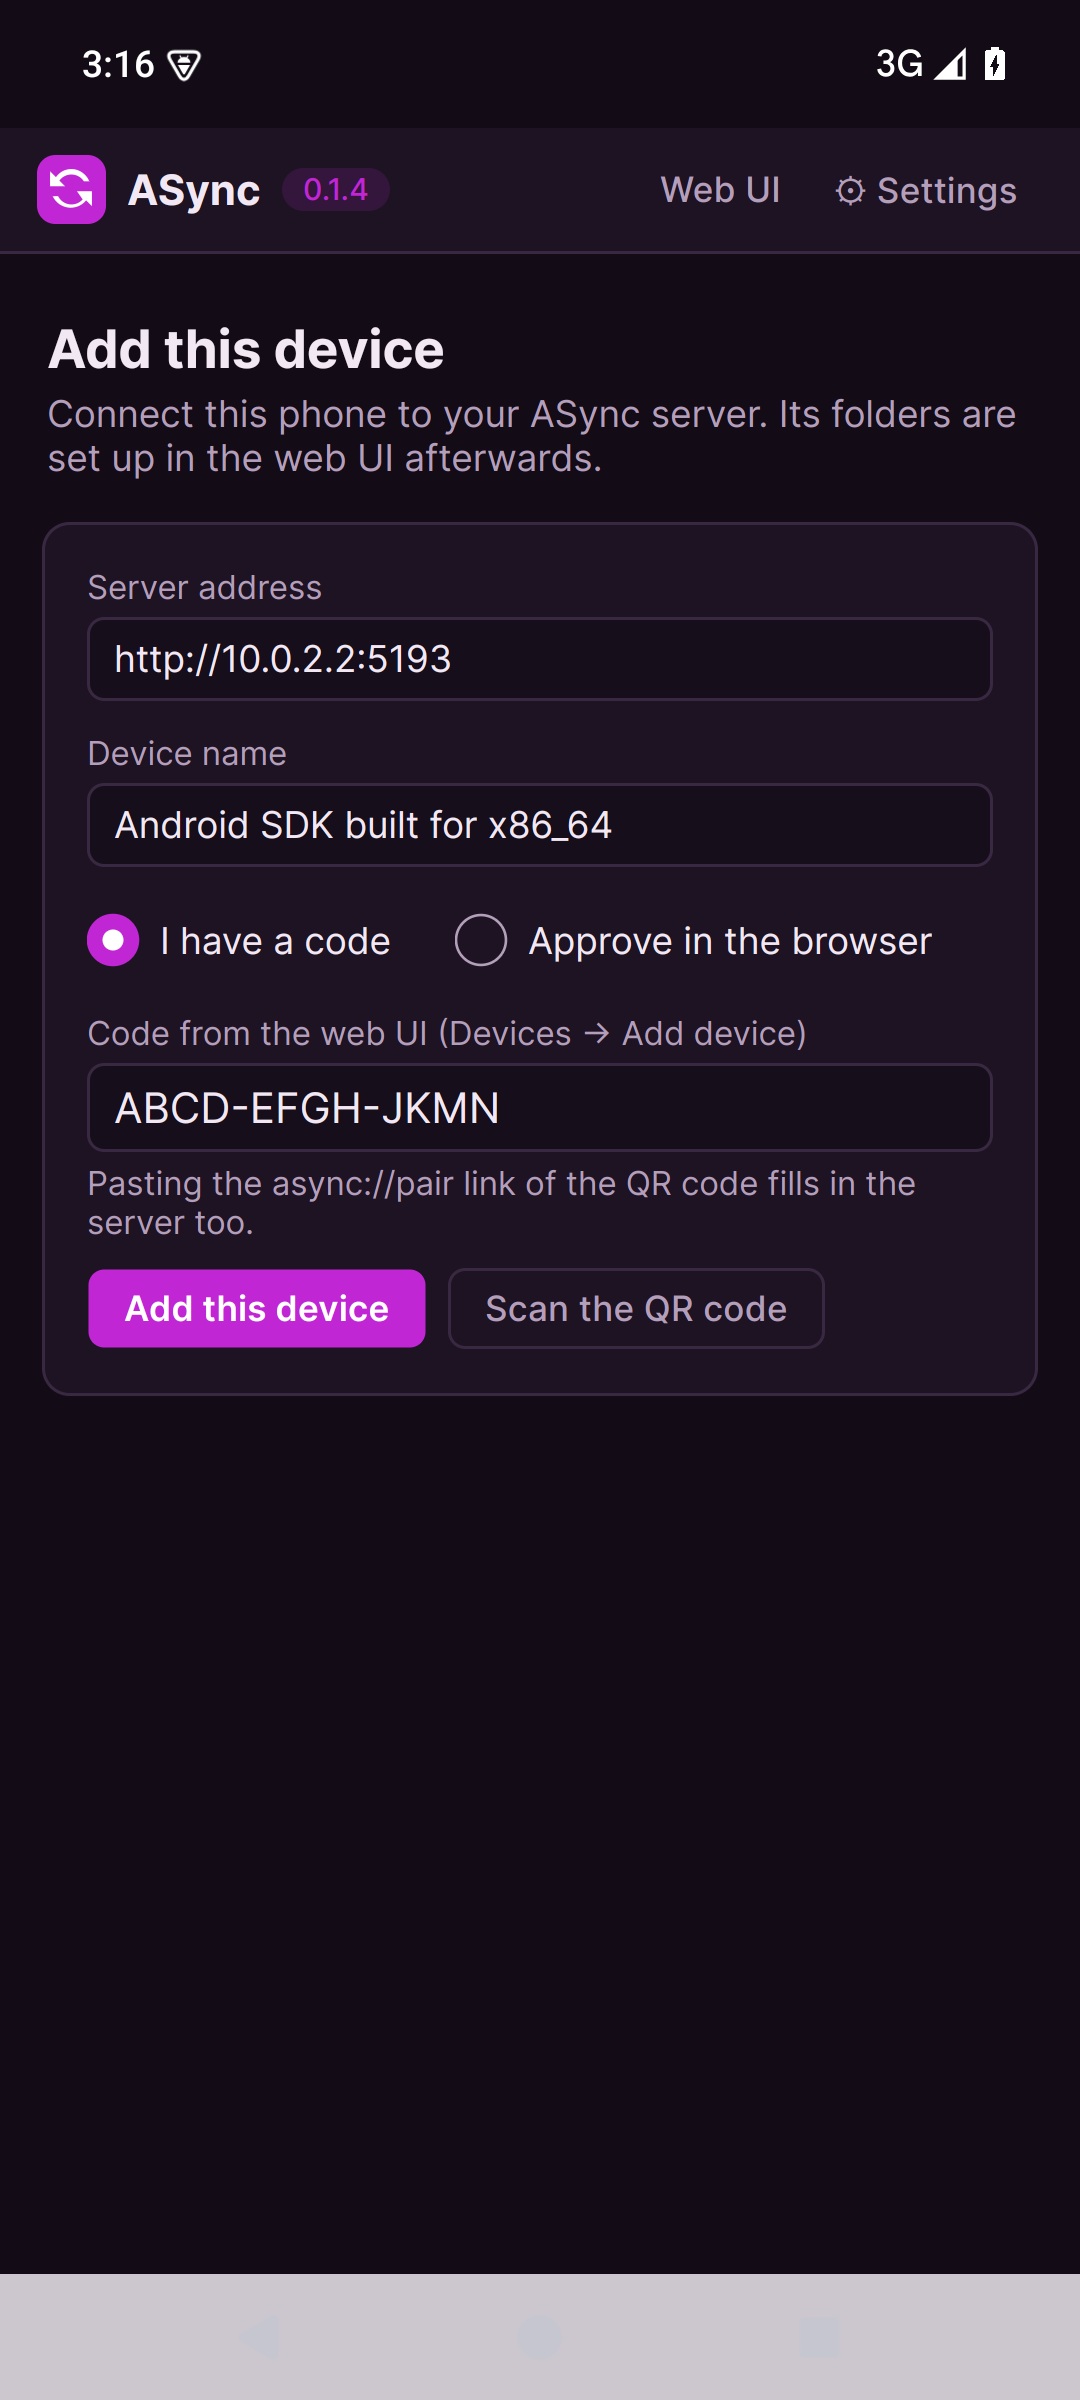 3:16
3G
ASync 0.1.4 Web UI Settings
Add this device
Connect this phone to your ASync server. Its folders are
set up in the web UI afterwards.
Server address
http://10.0.2.2:5193
Device name
Android SDK built for x86_64
I have a code Approve in the browser
Code from the web UI (Devices → Add device)
ABCD-EFGH-JKMN
Pasting the async://pair link of the QR code fills in the
server too.
Add this device Scan the QR code